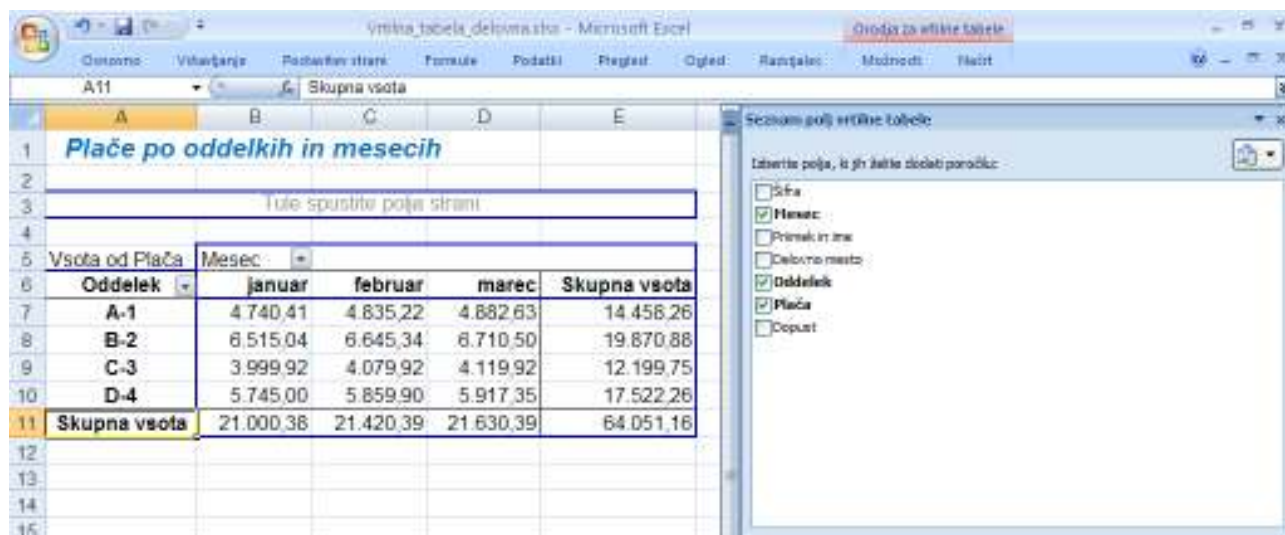 vrtilna_tabela_delovna.xlsx - Microsoft Excel
Orodja za vrtilne tabele
Osnovno Vstavljanje Postavitev strani Formule Podatki Pregled Ogled Razvijalec Možnosti Načrt
A11 Skupna vsota
A B C D E
Seznam polj vrtilne tabele
1 Plače po oddelkih in mesecih
Izberite polja, ki jih želite dodati poročilu:
2
3 Tule spustite polja strani
4
5 Vsota od Plača Mesec
6 Oddelek januar februar marec Skupna vsota
7 A-1 4.740,41 4.835,22 4.882,63 14.458,26
8 B-2 6.515,04 6.645,34 6.710,50 19.870,88
9 C-3 3.999,92 4.079,92 4.119,92 12.199,75
10 D-4 5.745,00 5.859,90 5.917,35 17.522,26
11 Skupna vsota 21.000,38 21.420,39 21.630,39 64.051,16
12
13
14
15
Šifra
Mesec
Priimek in ime
Delovno mesto
Oddelek
Plača
Dopust